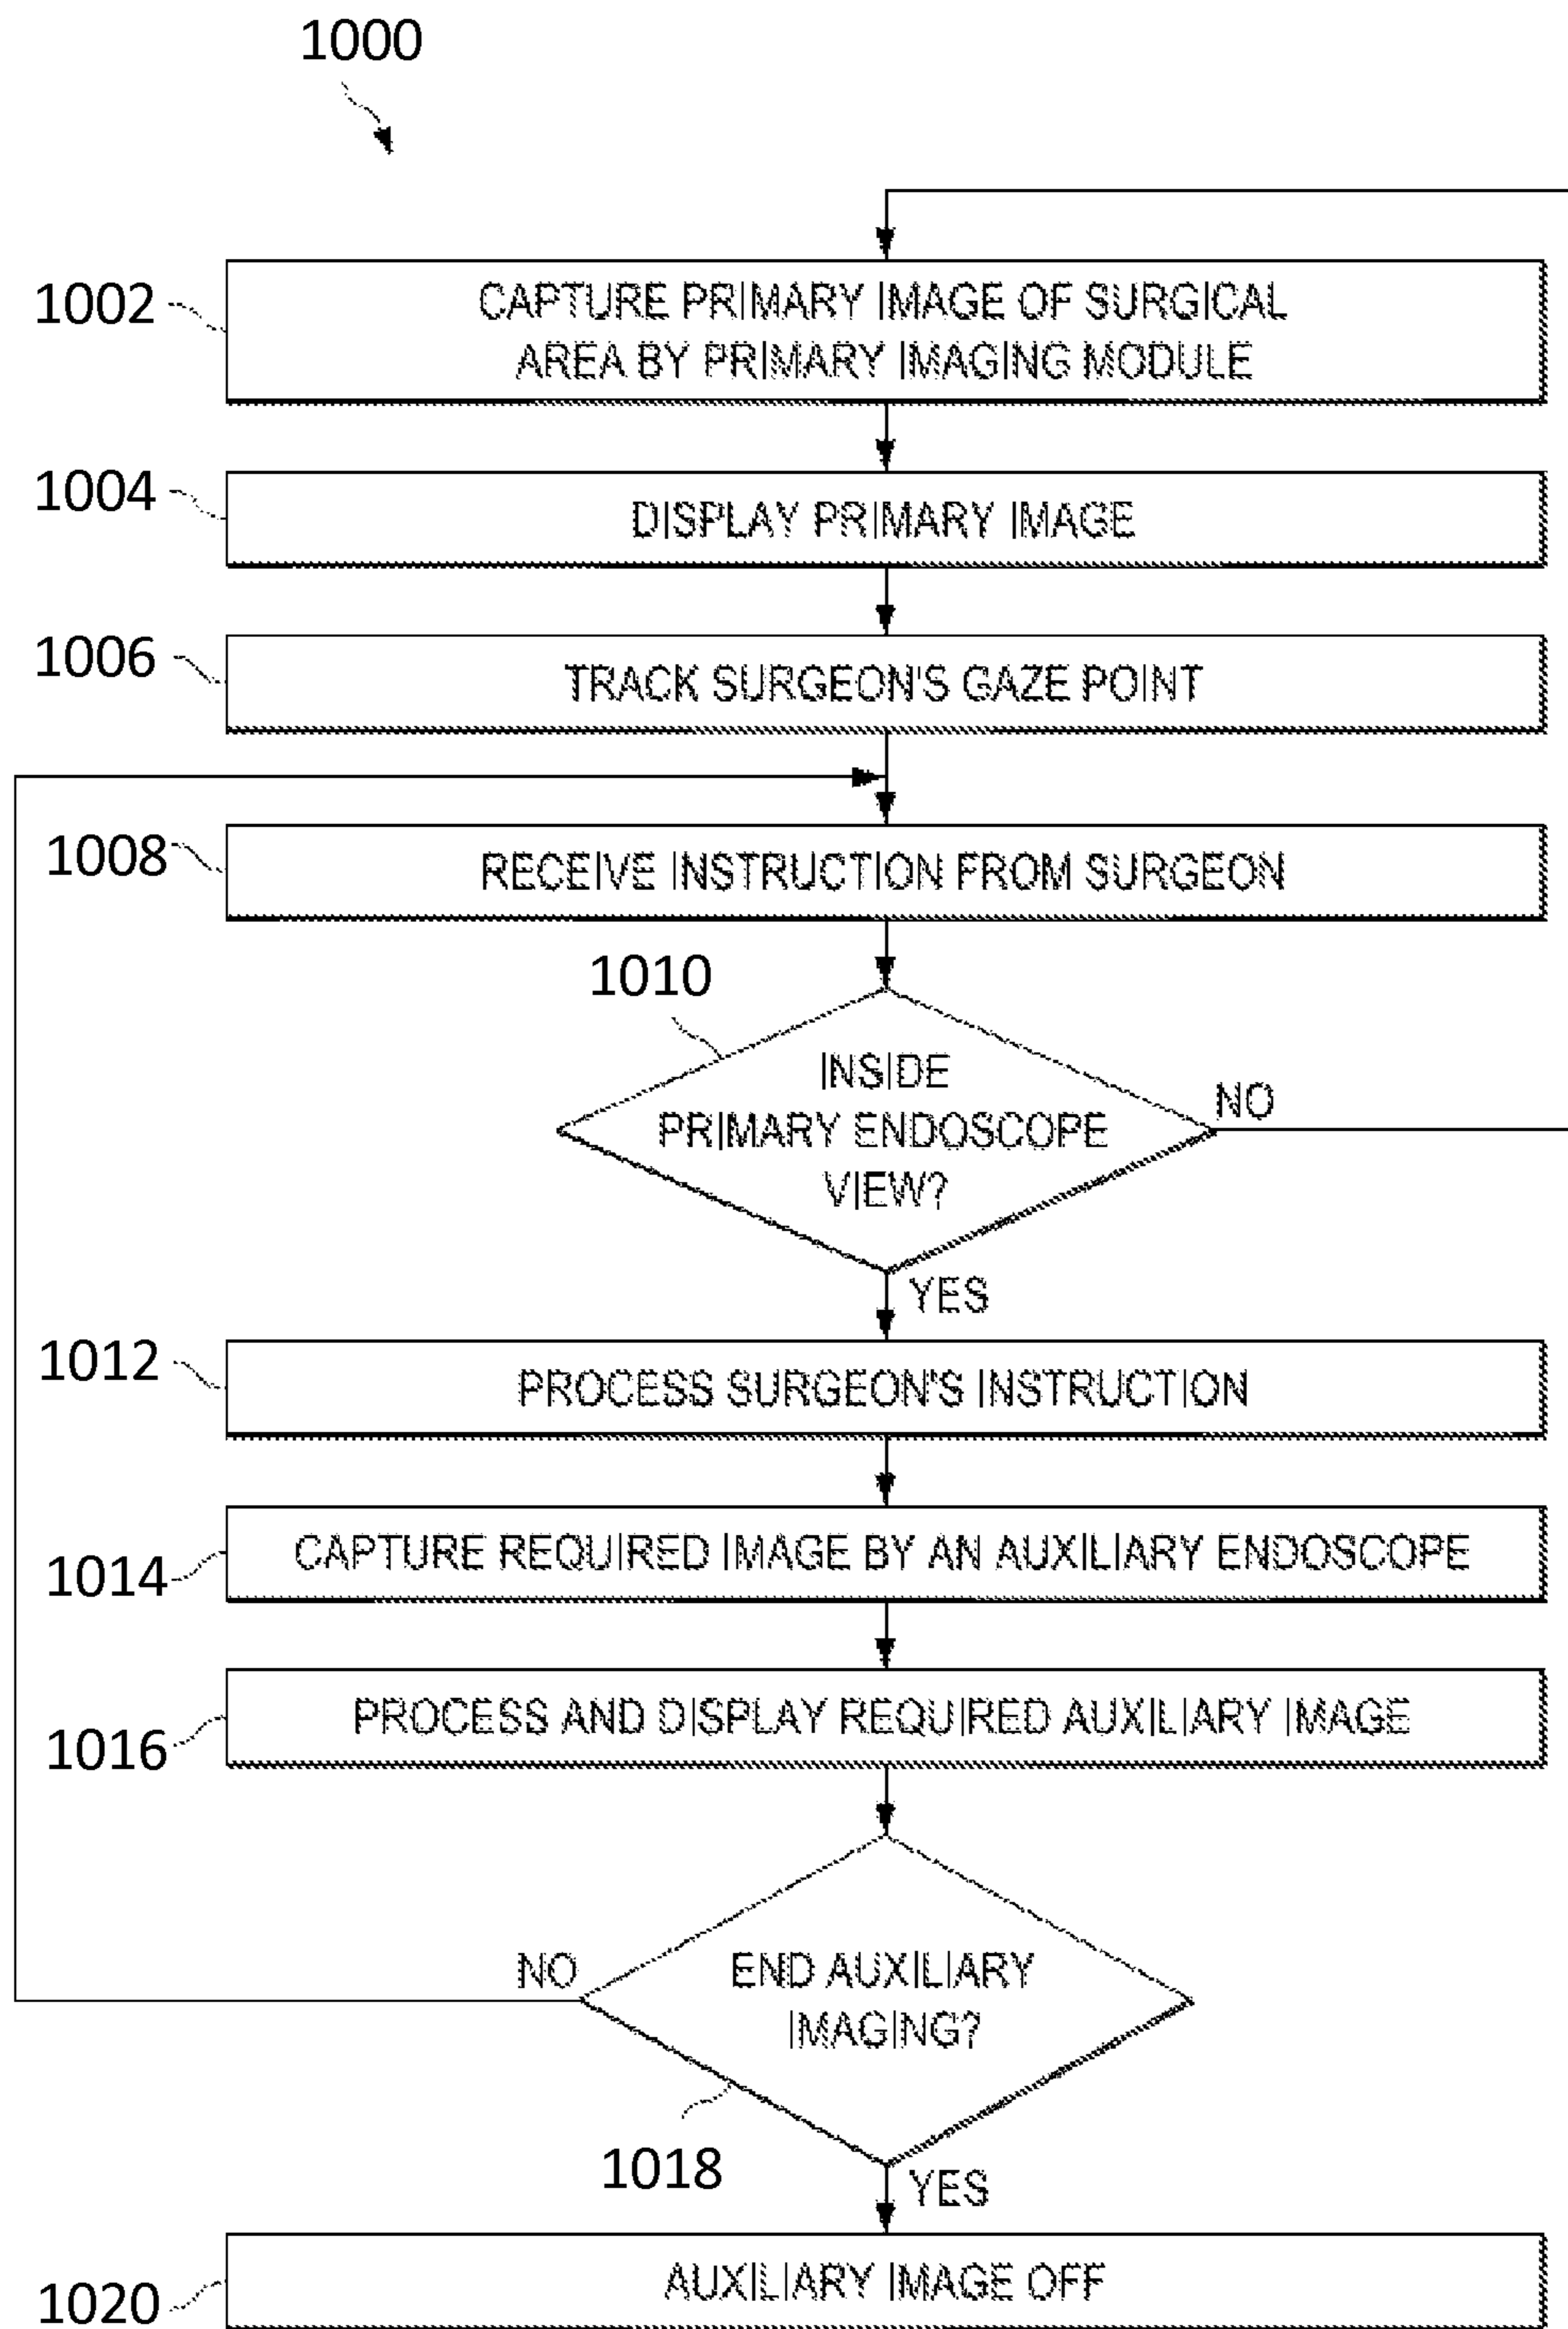 1000
1002
CAPTURE PRIMARY IMAGE OF SURGICAL
AREA BY PRIMARY IMAGING MODULE
1004
DISPLAY PRIMARY IMAGE
1006
TRACK SURGEON'S GAZE POINT
1008
RECEIVE INSTRUCTION FROM SURGEON
1010
INSIDE
PRIMARY ENDOSCOPE
VIEW?
NO
YES
1012
PROCESS SURGEON'S INSTRUCTION
1014
CAPTURE REQUIRED IMAGE BY AN AUXILIARY ENDOSCOPE
1016
PROCESS AND DISPLAY REQUIRED AUXILIARY IMAGE
NO
END AUXILIARY
IMAGING?
1018
YES
1020
AUXILIARY IMAGE OFF